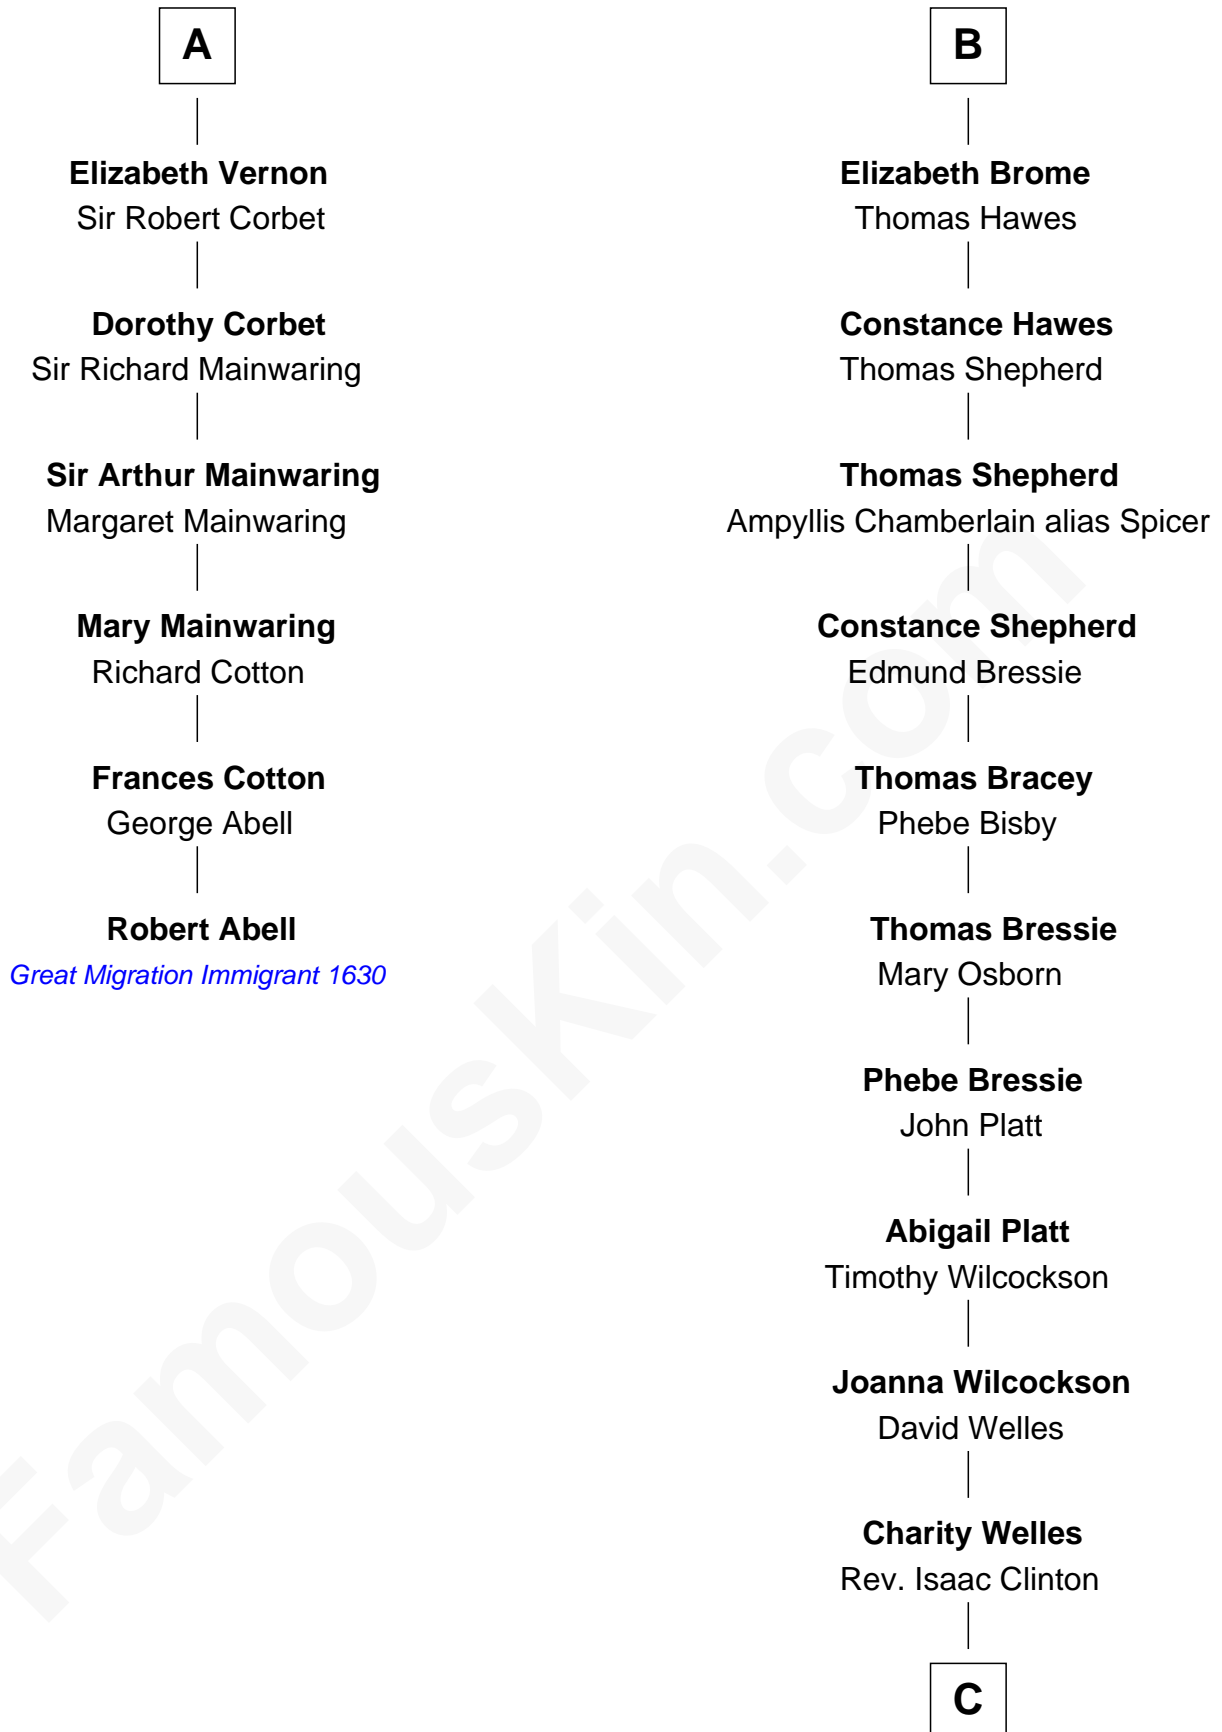 A
Elizabeth Vernon
Sir Robert Corbet
Dorothy Corbet
Sir Richard Mainwaring
Sir Arthur Mainwaring
Margaret Mainwaring
Mary Mainwaring
Richard Cotton
Frances Cotton
George Abell
Robert Abell
Great Migration Immigrant 1630
B
Elizabeth Brome
Thomas Hawes
Constance Hawes
Thomas Shepherd
Thomas Shepherd
Ampyllis Chamberlain alias Spicer
Constance Shepherd
Edmund Bressie
Thomas Bracey
Phebe Bisby
Thomas Bressie
Mary Osborn
Phebe Bressie
John Platt
Abigail Platt
Timothy Wilcockson
Joanna Wilcockson
David Welles
Charity Welles
Rev. Isaac Clinton
C
FamousKin.com